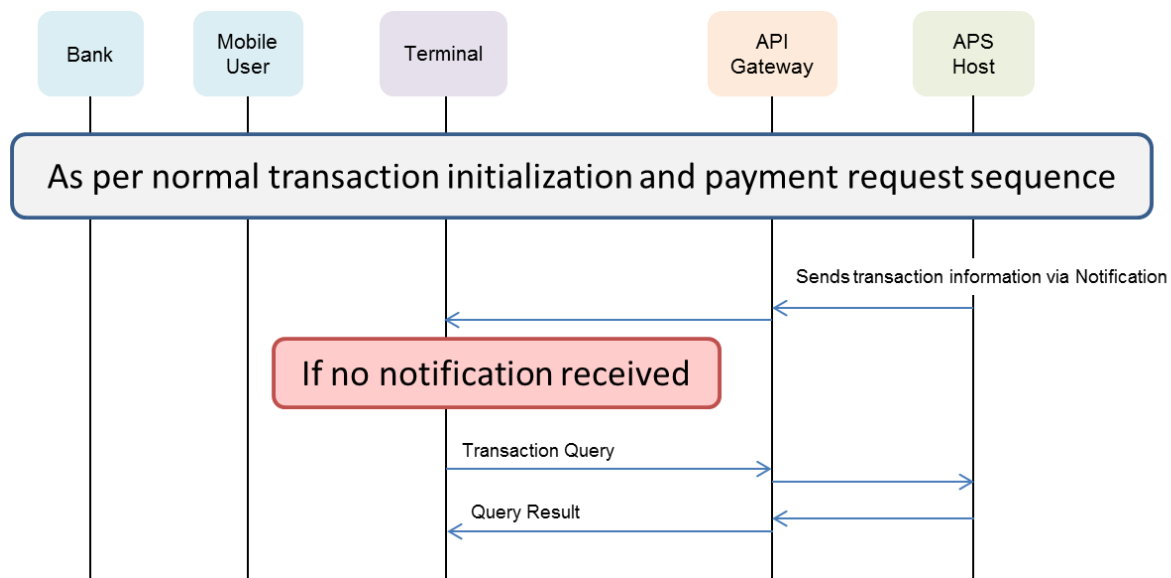 Bank
Mobile
User
Terminal
API
Gateway
APS
Host
As per normal transaction initialization and payment request sequence
Sends transaction information via Notification
If no notification received
Transaction Query
Query Result